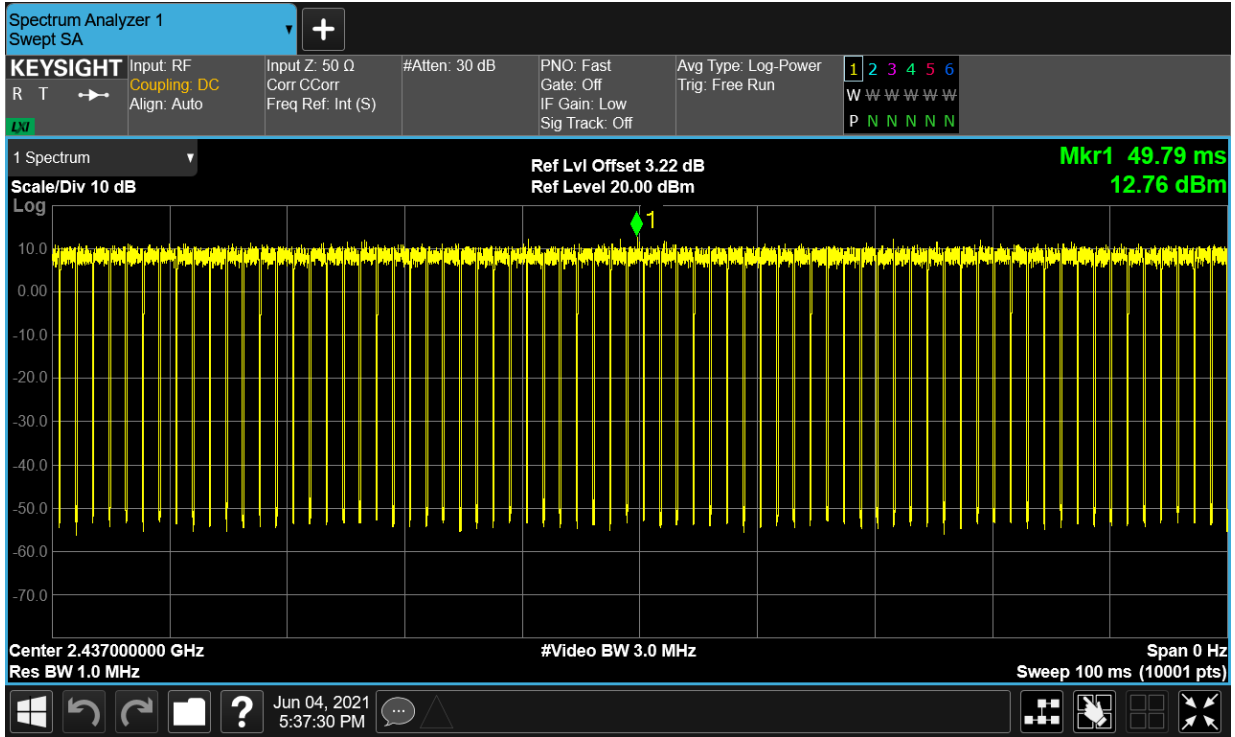 Spectrum Analyzer 1
Swept SA
KEYSIGHT
R T
LXI
Input: RF
Coupling: DC
Align: Auto
Input Z: 50 Ω
Corr CCorr
Freq Ref: Int (S)
#Atten: 30 dB
PNO: Fast
Gate: Off
IF Gain: Low
Sig Track: Off
Avg Type: Log-Power
Trig: Free Run
1 2 3 4 5 6
W W W W W W
P N N N N N
1 Spectrum
Scale/Div 10 dB
Log
Ref Lvl Offset 3.22 dB
Ref Level 20.00 dBm
Mkr1 49.79 ms
12.76 dBm
1
10.0
0.00
-10.0
-20.0
-30.0
-40.0
-50.0
-60.0
-70.0
Center 2.437000000 GHz
Res BW 1.0 MHz
#Video BW 3.0 MHz
Span 0 Hz
Sweep 100 ms (10001 pts)
?
Jun 04, 2021
5:37:30 PM